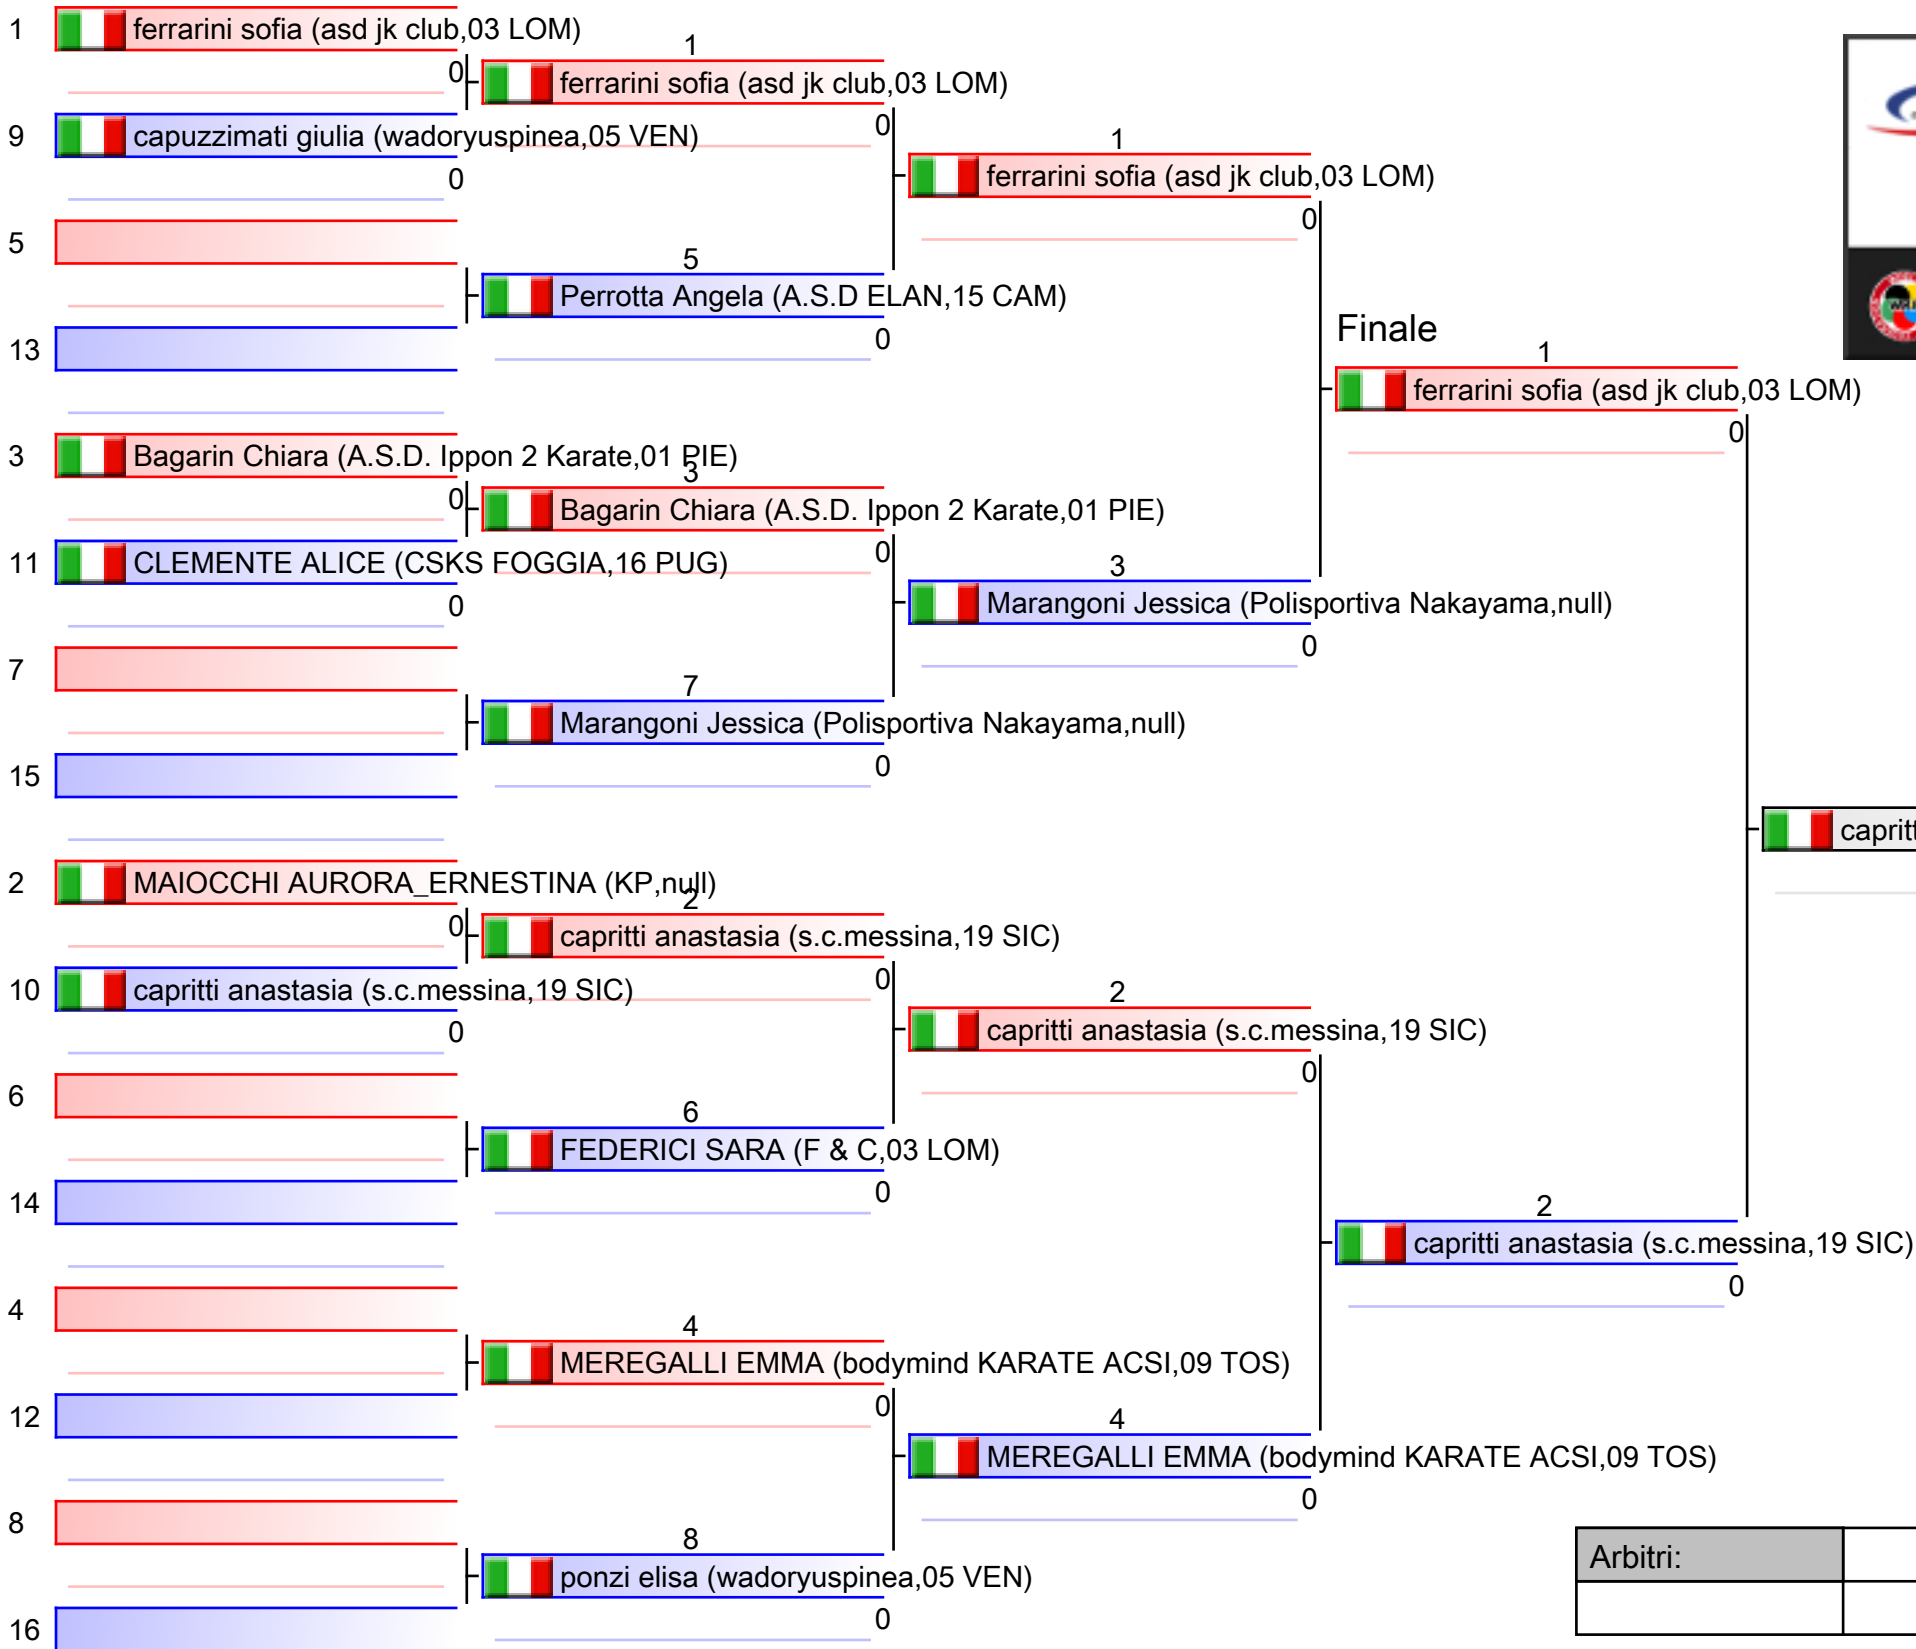 1 ferrarini sofia (asd jk club,03 LOM)
0
9 capuzzimati giulia (wadoryuspinea,05 VEN)
0
5
13
3 Bagarin Chiara (A.S.D. Ippon 2 Karate,01 PIE)
0
11 CLEMENTE ALICE (CSKS FOGGIA,16 PUG)
0
7
15
2 MAIOCCHI AURORA_ERNESTINA (KP,null)
0
10 capritti anastasia (s.c.messina,19 SIC)
0
6
14
4
12
8
16
1
ferrarini sofia (asd jk club,03 LOM)
0
5
Perrotta Angela (A.S.D ELAN,15 CAM)
0
3
Bagarin Chiara (A.S.D. Ippon 2 Karate,01 PIE)
0
7
Marangoni Jessica (Polisportiva Nakayama,null)
0
2
capritti anastasia (s.c.messina,19 SIC)
0
6
FEDERICI SARA (F & C,03 LOM)
0
4
MEREGALLI EMMA (bodymind KARATE ACSI,09 TOS)
0
8
ponzi elisa (wadoryuspinea,05 VEN)
0
1
ferrarini sofia (asd jk club,03 LOM)
0
3
Marangoni Jessica (Polisportiva Nakayama,null)
0
2
capritti anastasia (s.c.messina,19 SIC)
0
4
MEREGALLI EMMA (bodymind KARATE ACSI,09 TOS)
0
Finale
1
ferrarini sofia (asd jk club,03 LOM)
0
2
capritti anastasia (s.c.messina,19 SIC)
0
capritt
Arbitri: